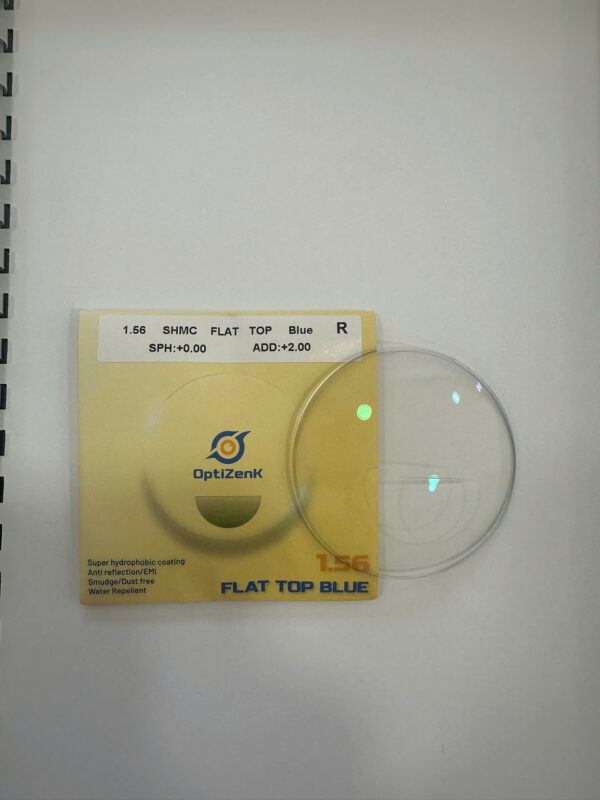 1.56 SHMC FLAT TOP Blue R
SPH:+0.00 ADD:+2.00
OptiZenK
Super hydrophobic coating
Anti reflection/EMI
Smudge/Dust free
Water Repellent
1.56
FLAT TOP BLUE